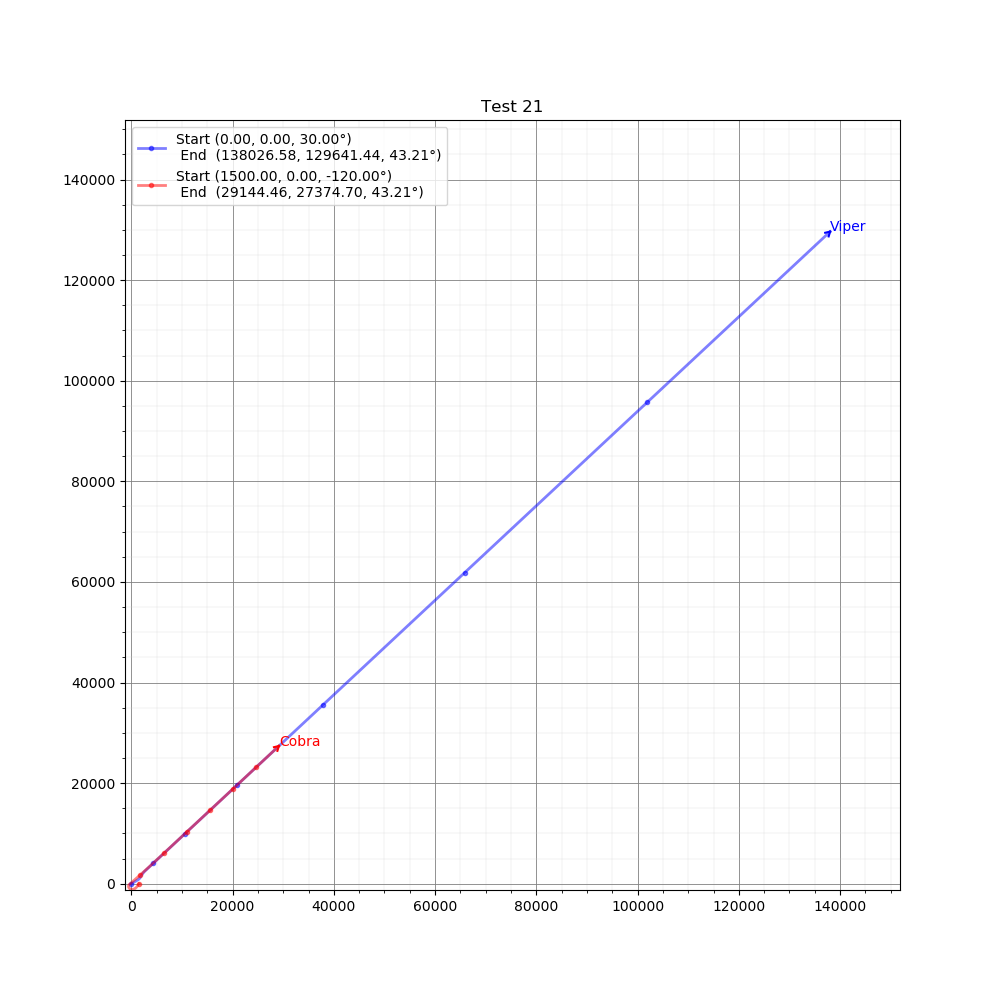 Test 21
Start (0.00, 0.00, 30.00°)
End  (138026.58, 129641.44, 43.21°)
Start (1500.00, 0.00, -120.00°)
End  (29144.46, 27374.70, 43.21°)
140000
Viper
120000
100000
80000
60000
40000
Cobra
20000
0
0 20000 40000 60000 80000 100000 120000 140000